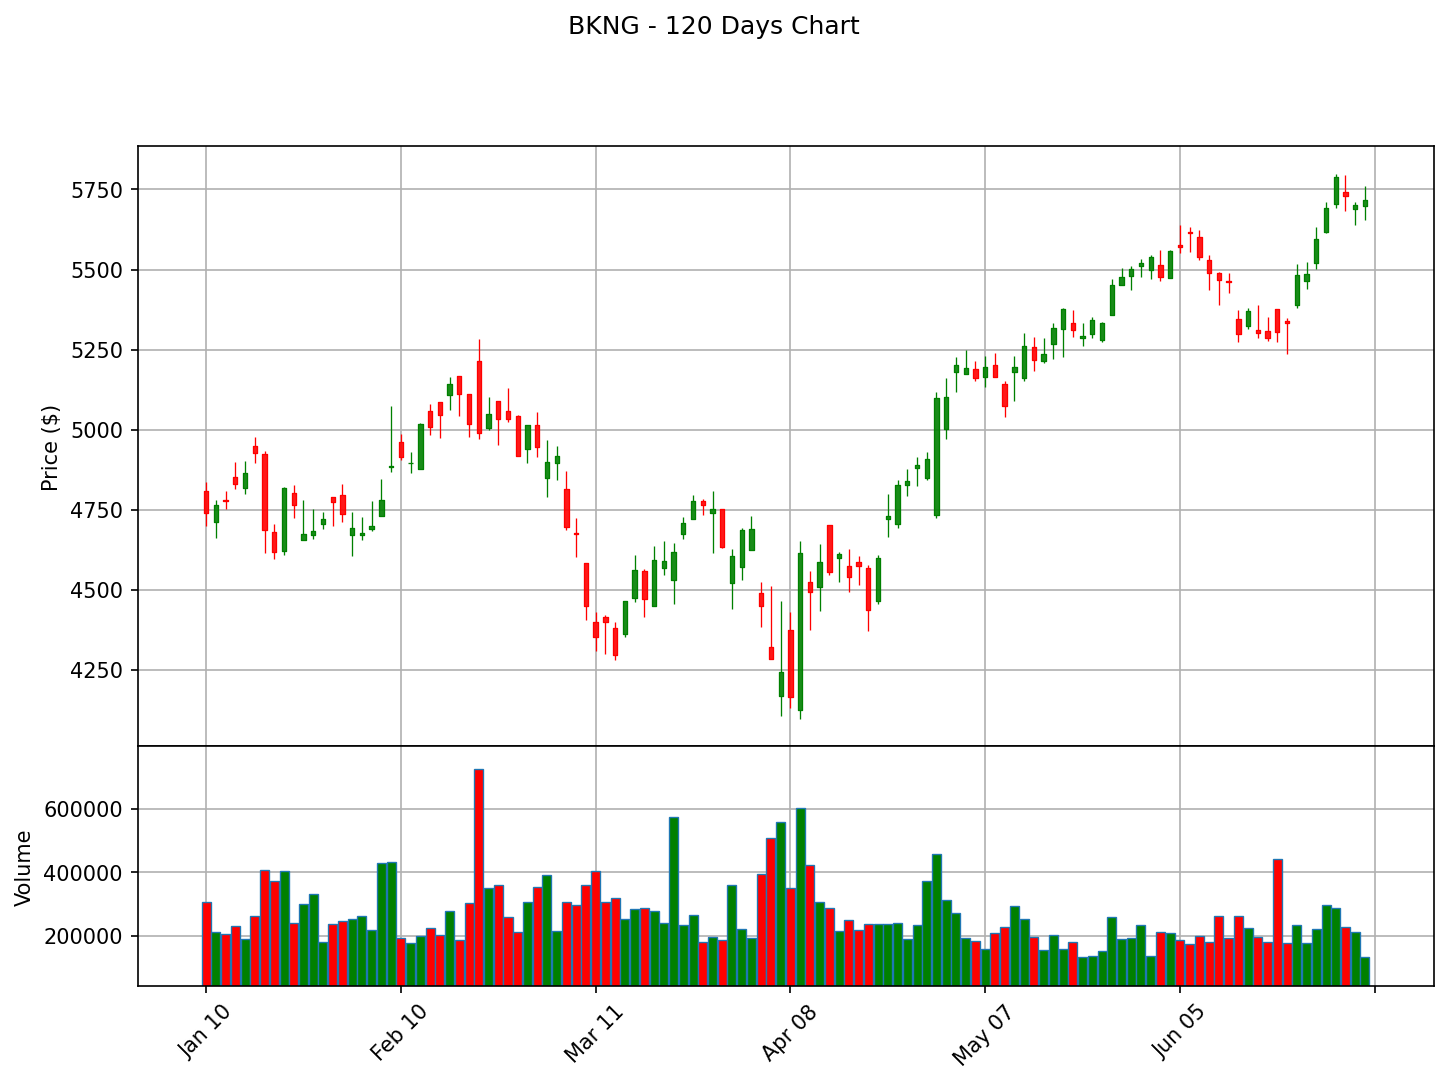 BKNG - 120 Days Chart
Price ($)
5750
5500
5250
5000
4750
4500
4250
Volume
600000
400000
200000
Jan 10
Feb 10
Mar 11
Apr 08
May 07
Jun 05